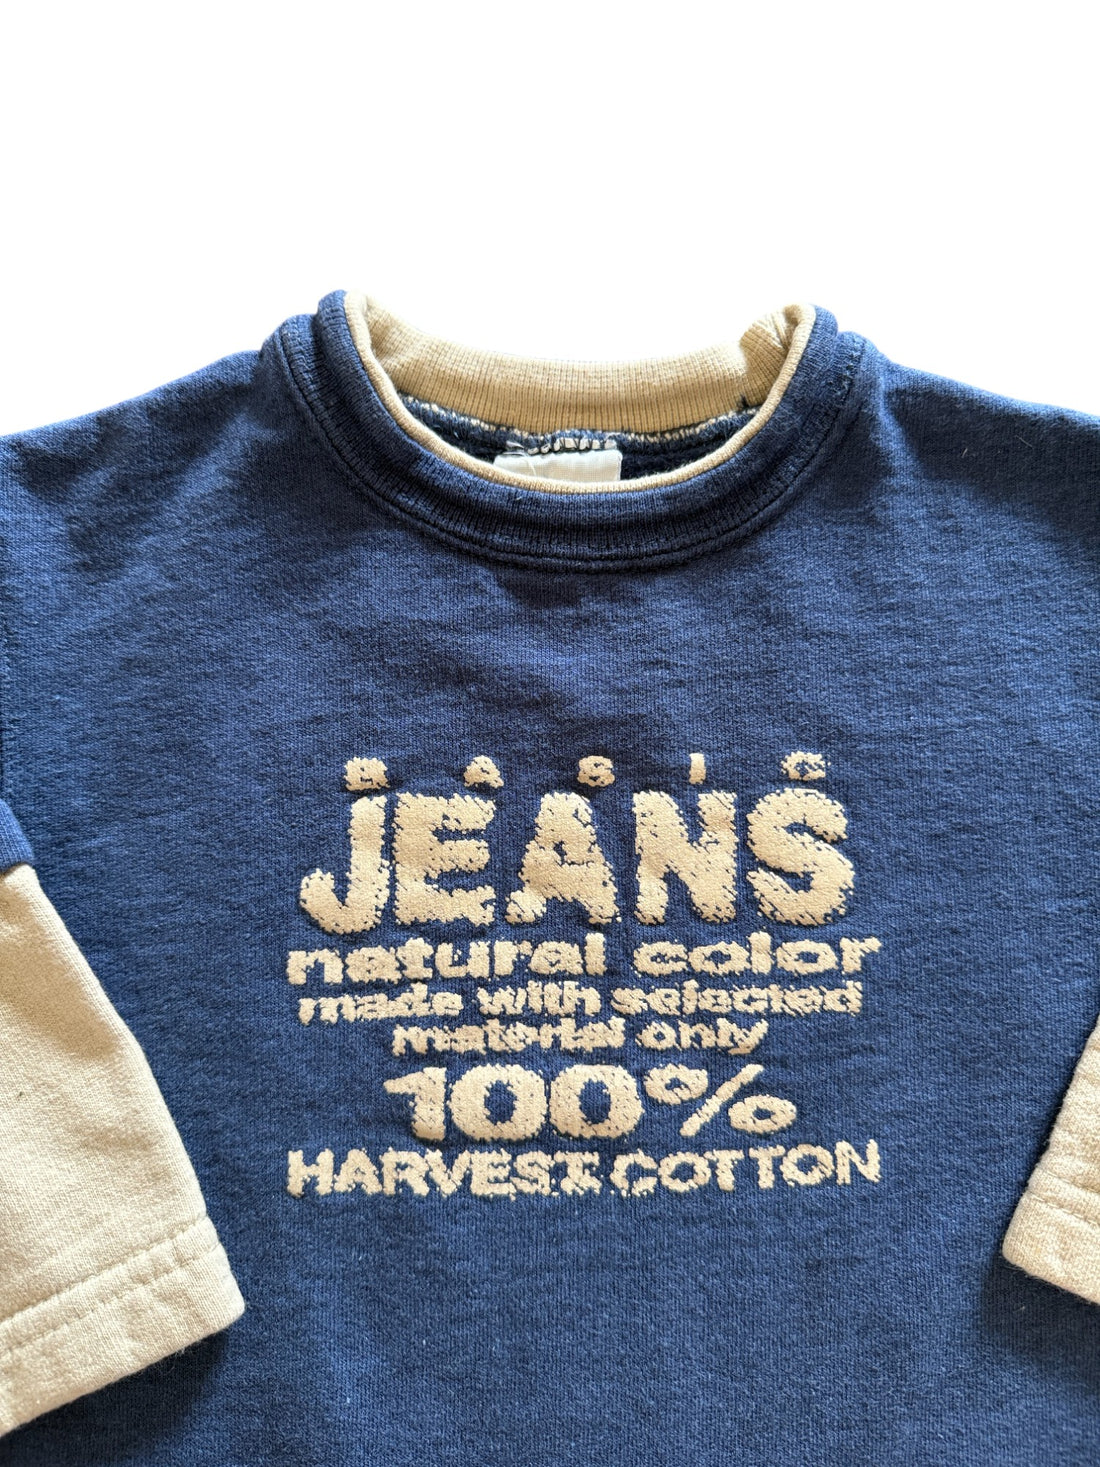 BASIC
JEANS
natural color
made with selected
material only
100%
HARVEST COTTON